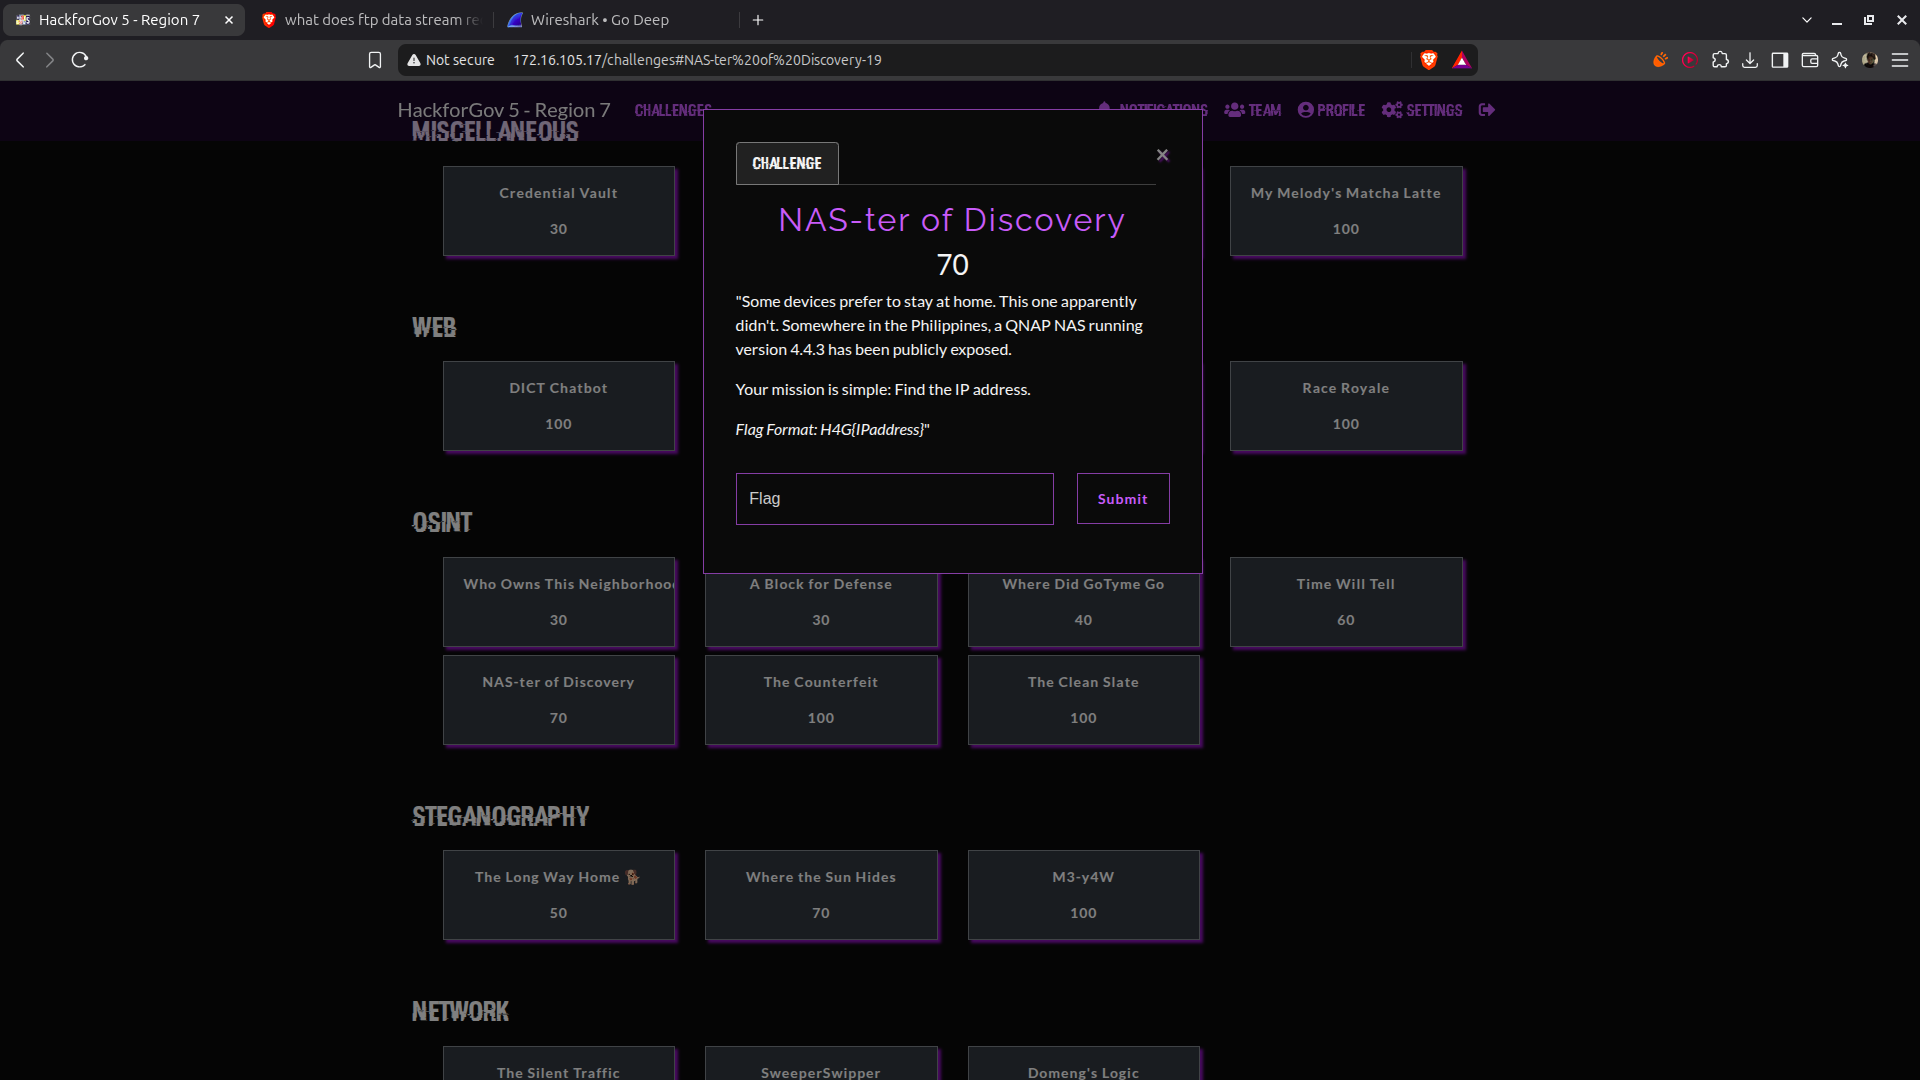 HackforGov 5 - Region 7
what does ftp data stream re
Wireshark • Go Deep
Not secure
172.16.105.17/challenges#NAS-ter%20of%20Discovery-19
HackforGov 5 - Region 7
CHALLENGES
NOTIFICATIONS
TEAM
PROFILE
SETTINGS
MISCELLANEOUS
CHALLENGE
Credential Vault
30
My Melody's Matcha Latte
100
NAS-ter of Discovery
70
"Some devices prefer to stay at home. This one apparently
didn't. Somewhere in the Philippines, a QNAP NAS running
version 4.4.3 has been publicly exposed.
Your mission is simple: Find the IP address.
Flag Format: H4G{IPaddress}"
Flag
Submit
WEB
DICT Chatbot
100
Race Royale
100
OSINT
Who Owns This Neighborhoo
30
A Block for Defense
30
Where Did GoTyme Go
40
Time Will Tell
60
NAS-ter of Discovery
70
The Counterfeit
100
The Clean Slate
100
STEGANOGRAPHY
The Long Way Home
50
Where the Sun Hides
70
M3-y4W
100
NETWORK
The Silent Traffic
SweeperSwipper
Domeng's Logic